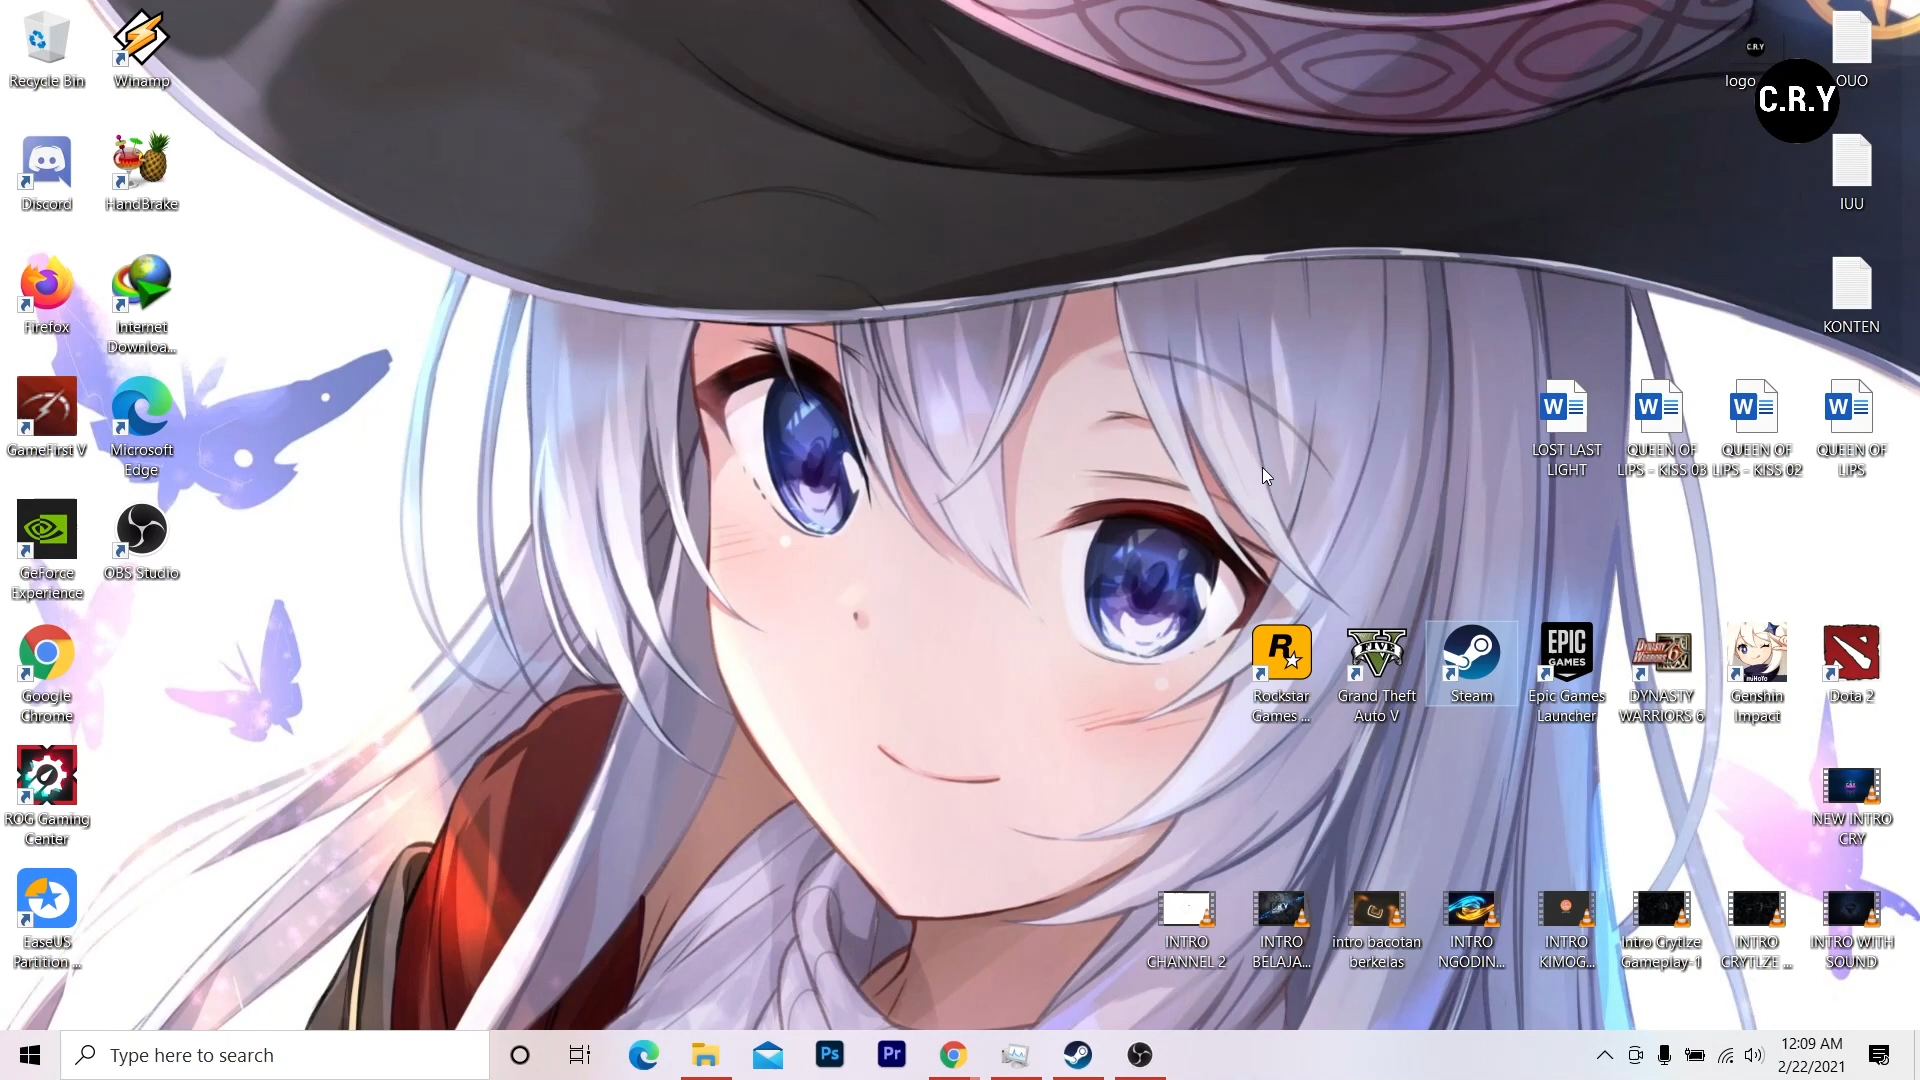 Recycle Bin
Winamp
logo
C.R.Y
C.R.Y
OUO
Discord
HandBrake
IUU
Firefox
Internet
Downloa...
KONTEN
GameFirst V
Microsoft
Edge
LOST LAST
LIGHT
QUEEN OF
LIPS - KISS 03
QUEEN OF
LIPS - KISS 02
QUEEN OF
LIPS
GeForce
Experience
OBS Studio
Google
Chrome
Rockstar
Games ...
FIVE
Grand Theft
Auto V
Steam
EPIC
GAMES
Epic Games
Launcher
DYNASTY
WARRIORS 6
miHoYo
Genshin
Impact
Dota 2
ROG Gaming
Center
NEW INTRO
CRY
EaseUS
Partition ...
INTRO
CHANNEL 2
INTRO
BELAJA...
intro bacotan
berkelas
INTRO
NGODIN...
INTRO
KIMOG...
Intro Crytlze
Gameplay-1
INTRO
CRYTLZE ...
INTRO WITH
SOUND
Type here to search
Ps
Pr
12:09 AM
2/22/2021